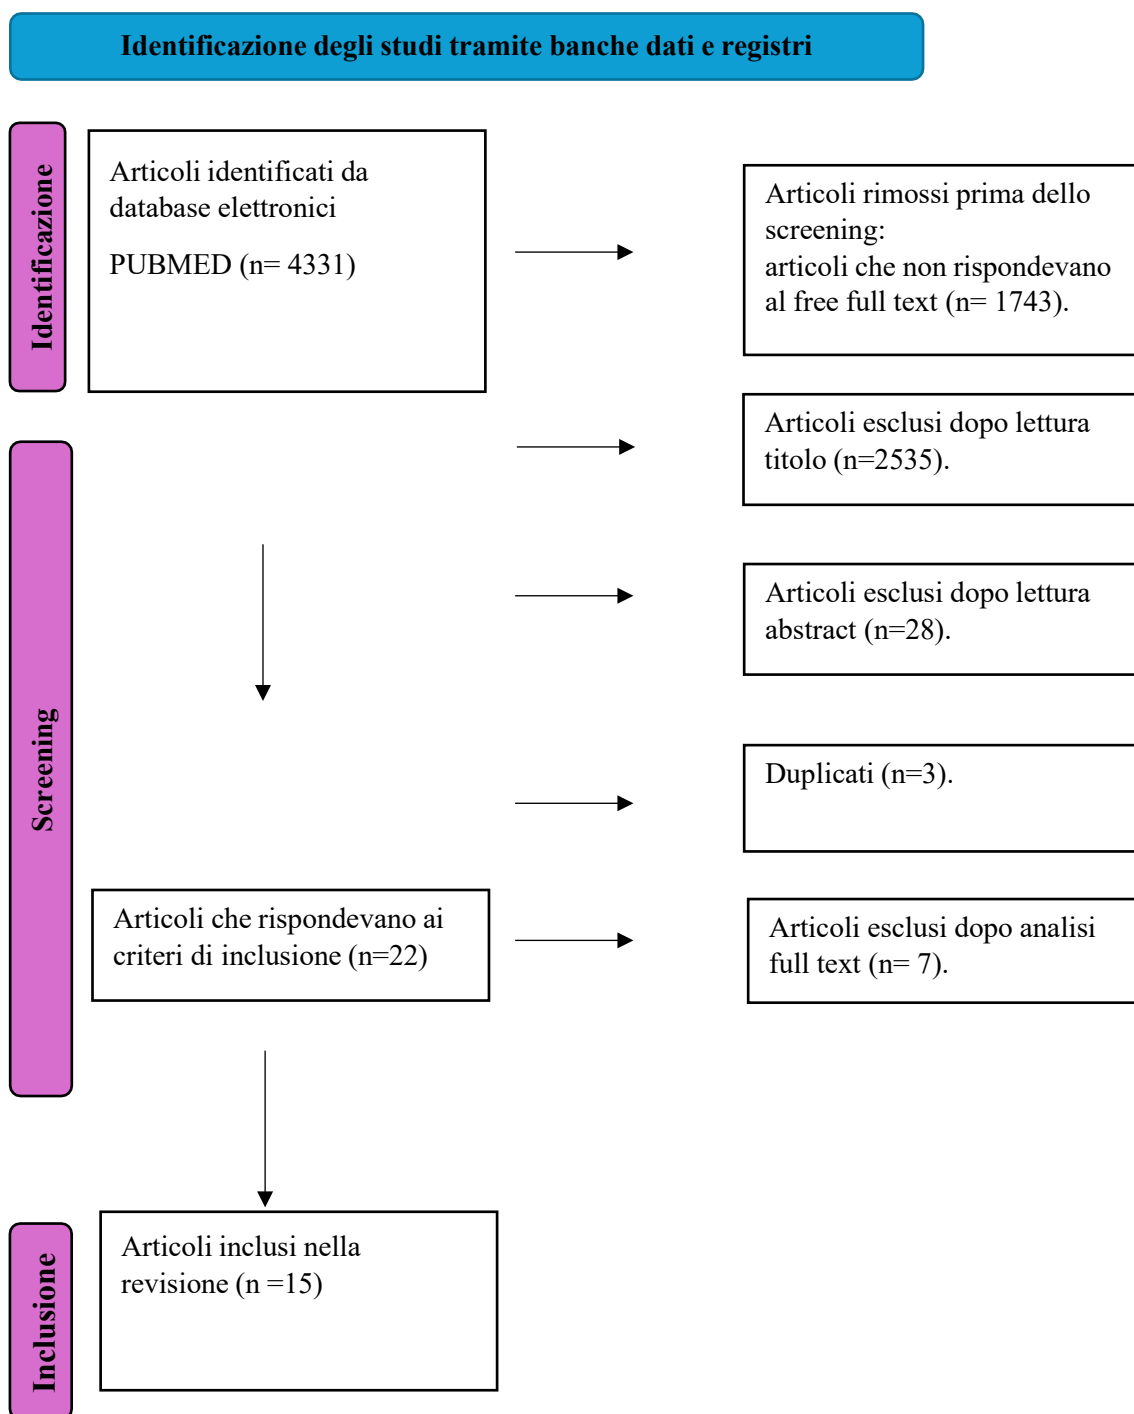 Identificazione degli studi tramite banche dati e registri
Identificazione
Articoli identificati da
database elettronici
PUBMED (n= 4331)
Articoli rimossi prima dello
screening:
articoli che non rispondevano
al free full text (n= 1743).
Screening
Articoli esclusi dopo lettura
titolo (n=2535).
Articoli esclusi dopo lettura
abstract (n=28).
Duplicati (n=3).
Articoli che rispondevano ai
criteri di inclusione (n=22)
Articoli esclusi dopo analisi
full text (n= 7).
Inclusione
Articoli inclusi nella
revisione (n =15)